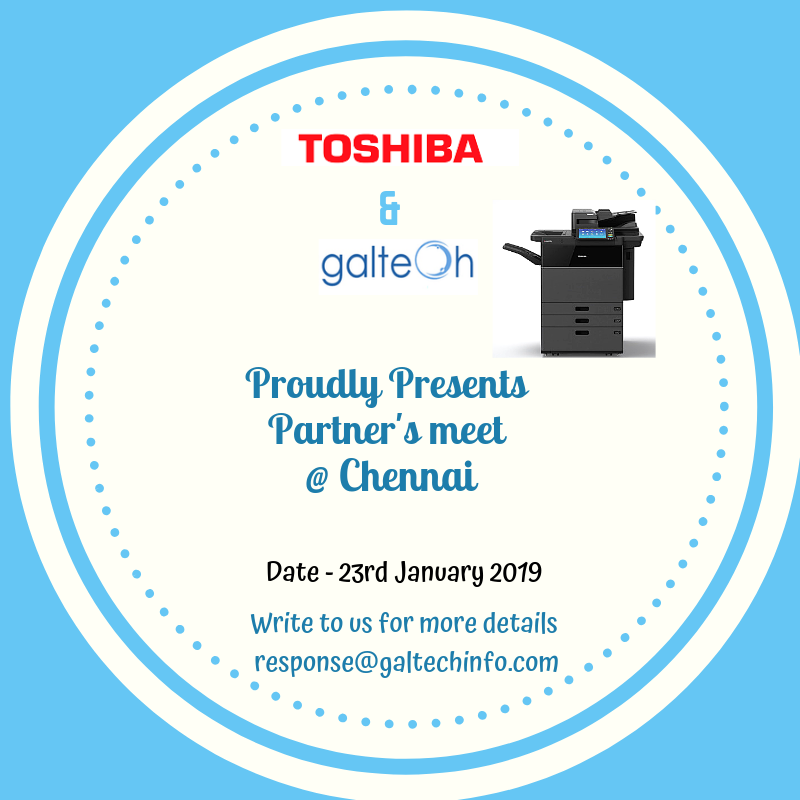 TOSHIBA
&
galtech
Proudly Presents
Partner's meet
@ Chennai
Date - 23rd January 2019
Write to us for more details
response@galtechinfo.com